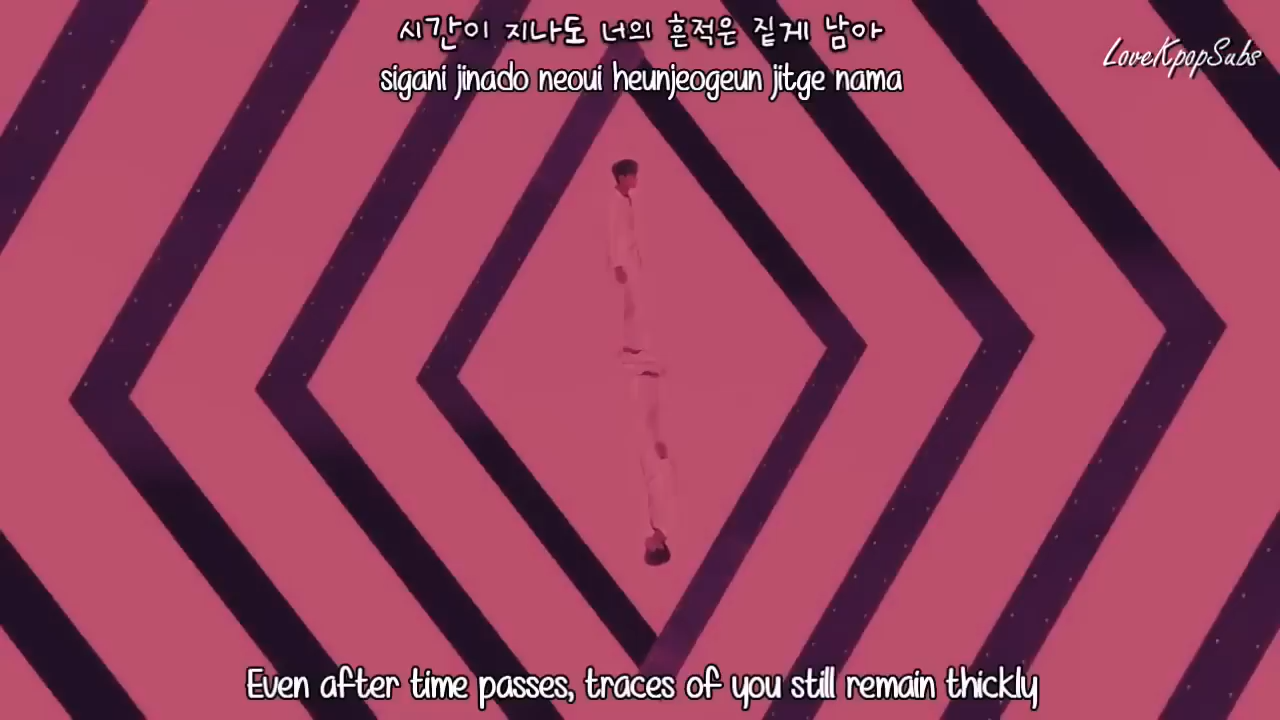 시간이 지나도 너의 흔적은 짙게 남아
LoveKpopSubs
sigani jinado neoui heunjeogeun jitge nama
Even after time passes, traces of you still remain thickly